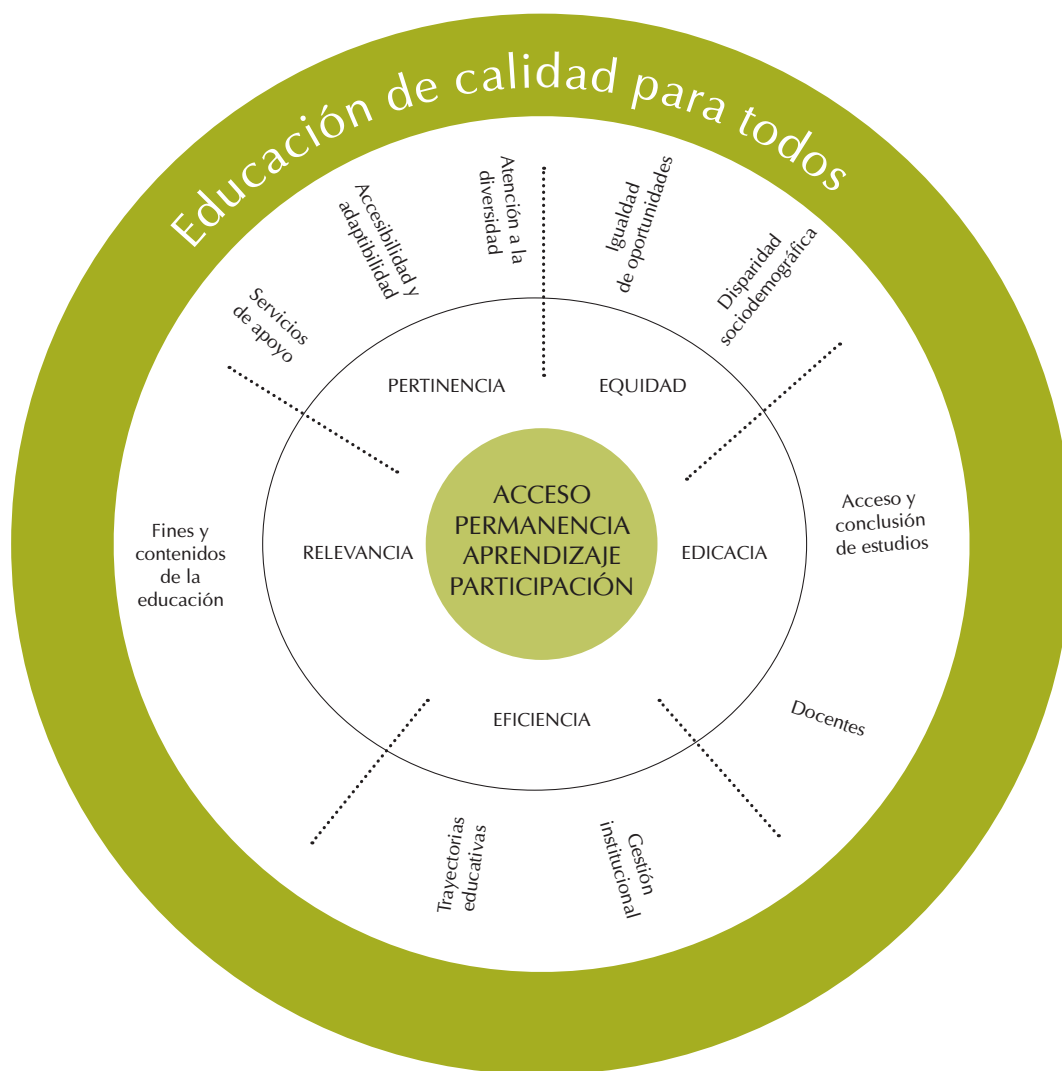 Educación de calidad para todos
Servicios
de apoyo
Accesibilidad y
adaptibilidad
Atención a la
diversidad
Igualdad
de oportunidades
Disparidad
sociodemográfica
PERTINENCIA
EQUIDAD
Fines y
contenidos
de la
educación
RELEVANCIA
ACCESO
PERMANENCIA
APRENDIZAJE
PARTICIPACIÓN
EDICACIA
Acceso y
conclusión
de estudios
Docentes
EFICIENCIA
Trayectorias
educativas
Gestión
institucional